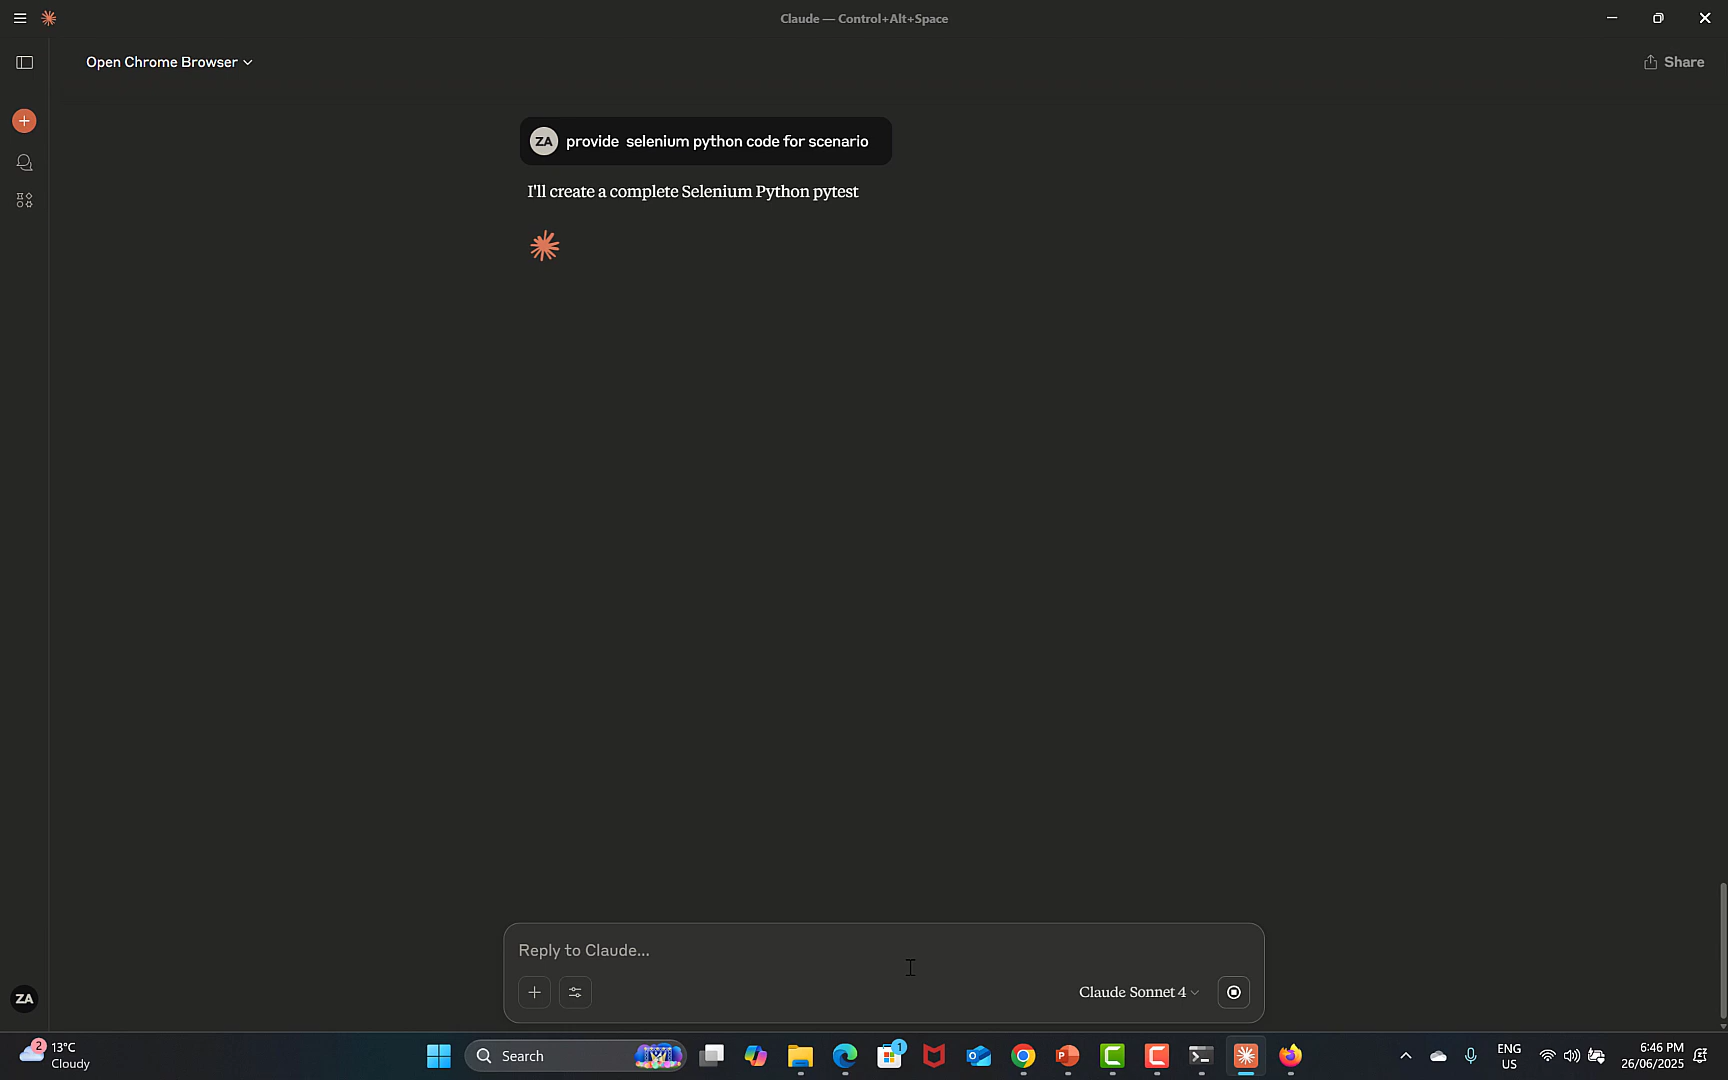 Claude — Control+Alt+Space
Open Chrome Browser
Share
ZA provide  selenium python code for scenario
I'll create a complete Selenium Python pytest
Reply to Claude...
Claude Sonnet 4
ZA
2
13°C
Cloudy
Search
1
P
ENG
US
6:46 PM
26/06/2025